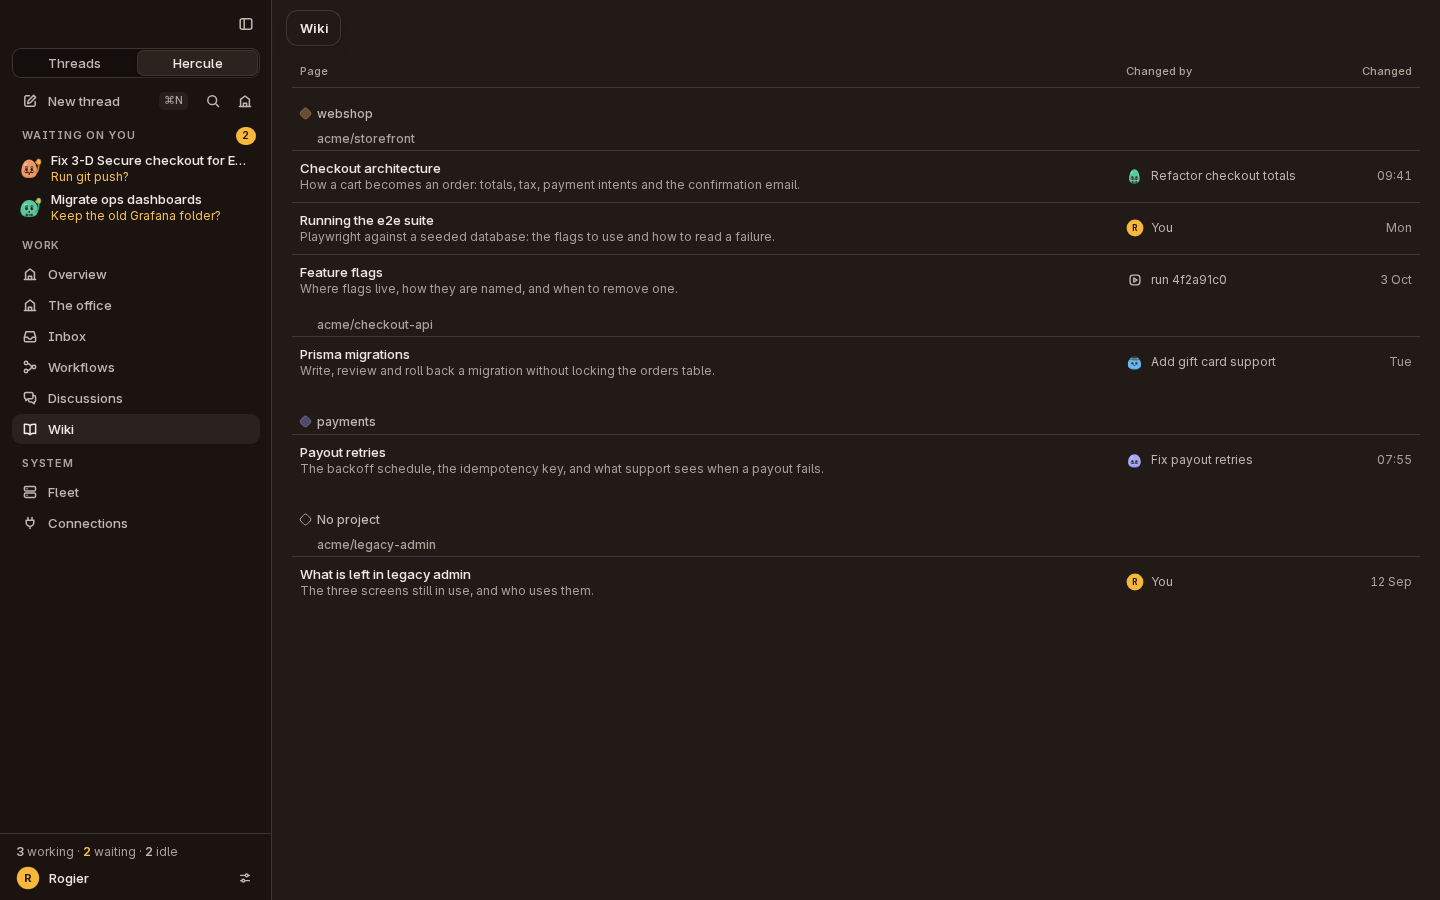 Threads
Hercule
New thread
⌘N
WAITING ON YOU
2
Fix 3-D Secure checkout for E...
Run git push?
Migrate ops dashboards
Keep the old Grafana folder?
WORK
Overview
The office
Inbox
Workflows
Discussions
Wiki
SYSTEM
Fleet
Connections
3 working · 2 waiting · 2 idle
R
Rogier
Wiki
Page
Changed by
Changed
webshop
acme/storefront
Checkout architecture
How a cart becomes an order: totals, tax, payment intents and the confirmation email.
Refactor checkout totals
09:41
Running the e2e suite
Playwright against a seeded database: the flags to use and how to read a failure.
R
You
Mon
Feature flags
Where flags live, how they are named, and when to remove one.
run 4f2a91c0
3 Oct
acme/checkout-api
Prisma migrations
Write, review and roll back a migration without locking the orders table.
Add gift card support
Tue
payments
Payout retries
The backoff schedule, the idempotency key, and what support sees when a payout fails.
Fix payout retries
07:55
No project
acme/legacy-admin
What is left in legacy admin
The three screens still in use, and who uses them.
R
You
12 Sep